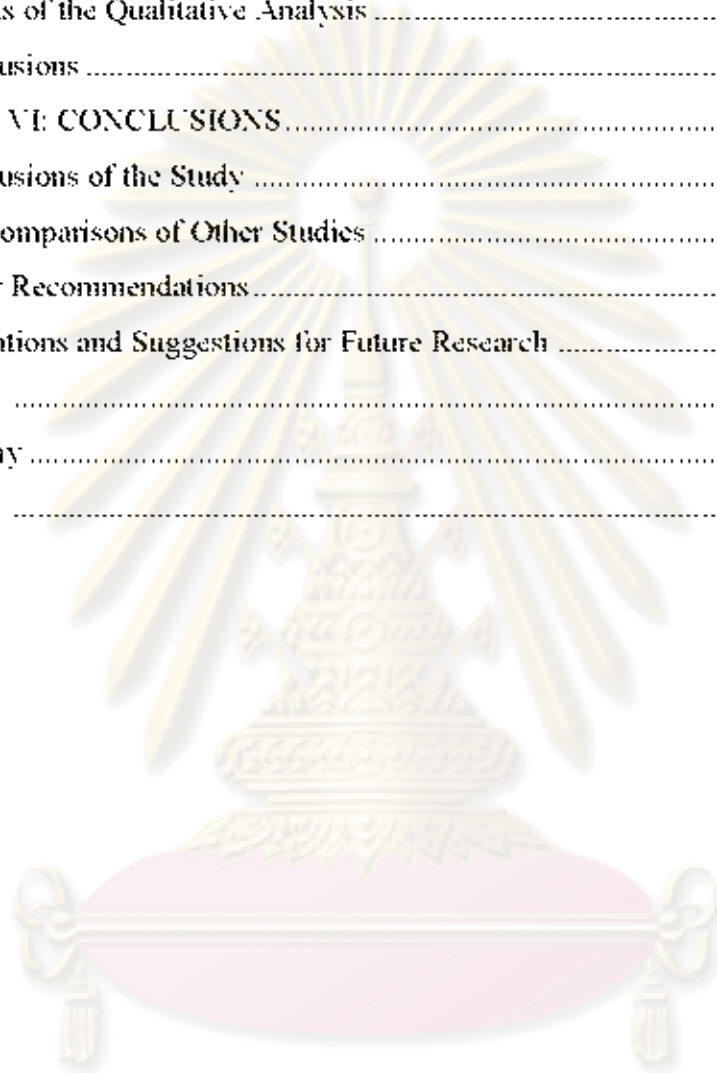 s of the Qualitative Analysis ........................................................................
usions ........................................................................
VI: CONCLUSIONS ........................................................................
usions of the Study ........................................................................
omparisons of Other Studies ........................................................................
r Recommendations ........................................................................
ations and Suggestions for Future Research ........................................
........................................................................
ny ........................................................................
........................................................................